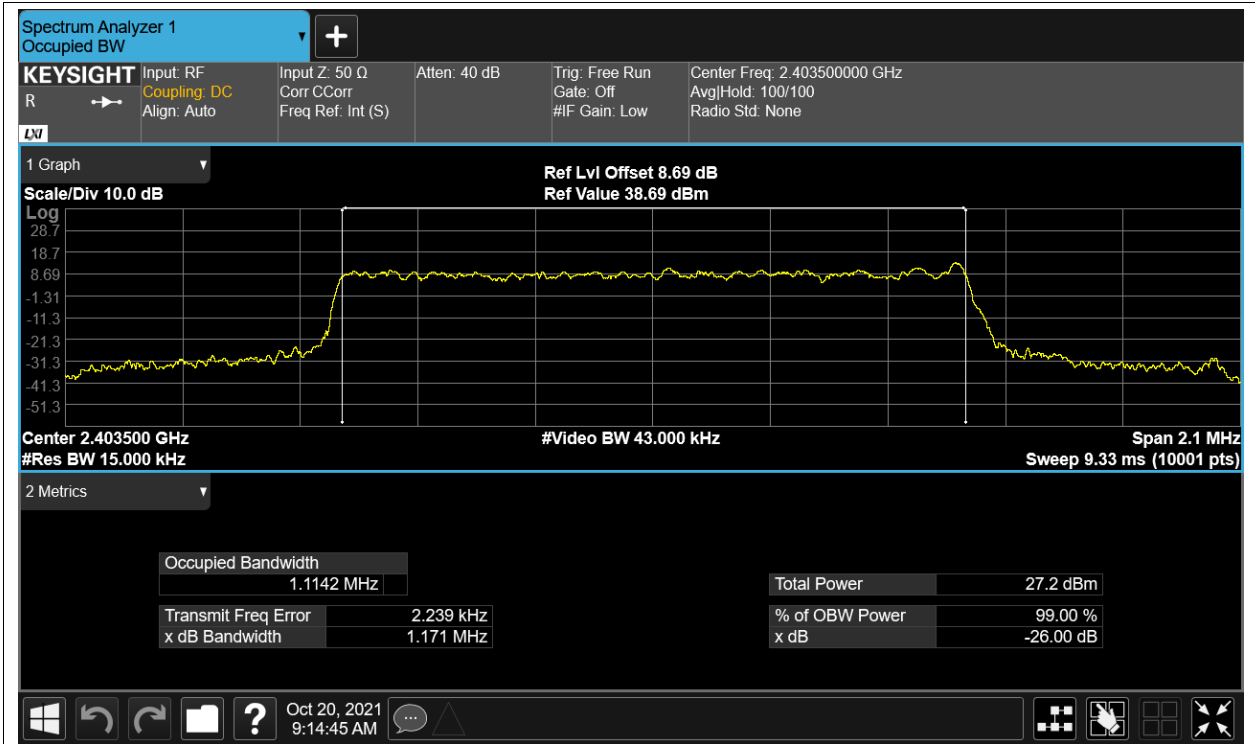 Spectrum Analyzer 1
Occupied BW
▼
+
KEYSIGHT
R
LXI
Input: RF
Coupling: DC
Align: Auto
Input Z: 50 Ω
Corr CCorr
Freq Ref: Int (S)
Atten: 40 dB
Trig: Free Run
Gate: Off
#IF Gain: Low
Center Freq: 2.403500000 GHz
Avg|Hold: 100/100
Radio Std: None
1 Graph
Scale/Div 10.0 dB
Ref Lvl Offset 8.69 dB
Ref Value 38.69 dBm
Log
28.7
18.7
8.69
-1.31
-11.3
-21.3
-31.3
-41.3
-51.3
Center 2.403500 GHz
#Res BW 15.000 kHz
#Video BW 43.000 kHz
Span 2.1 MHz
Sweep 9.33 ms (10001 pts)
2 Metrics
Occupied Bandwidth
1.1142 MHz
Transmit Freq Error 2.239 kHz
x dB Bandwidth 1.171 MHz
Total Power 27.2 dBm
% of OBW Power 99.00 %
x dB -26.00 dB
?
Oct 20, 2021
9:14:45 AM